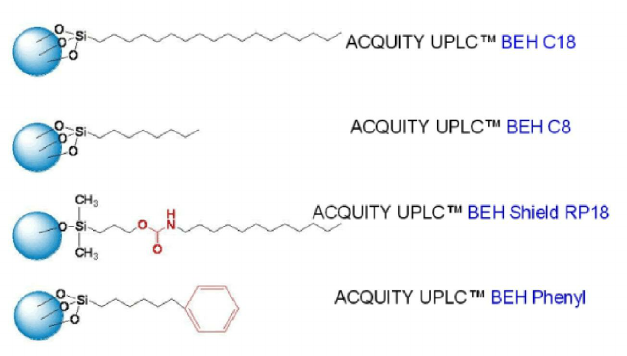 O
O Si
O
ACQUITY UPLC™ BEH C18
O
O Si
O
ACQUITY UPLC™ BEH C8
CH3
O Si
CH3
O
O
H
N
ACQUITY UPLC™ BEH Shield RP18
O
O Si
O
ACQUITY UPLC™ BEH Phenyl